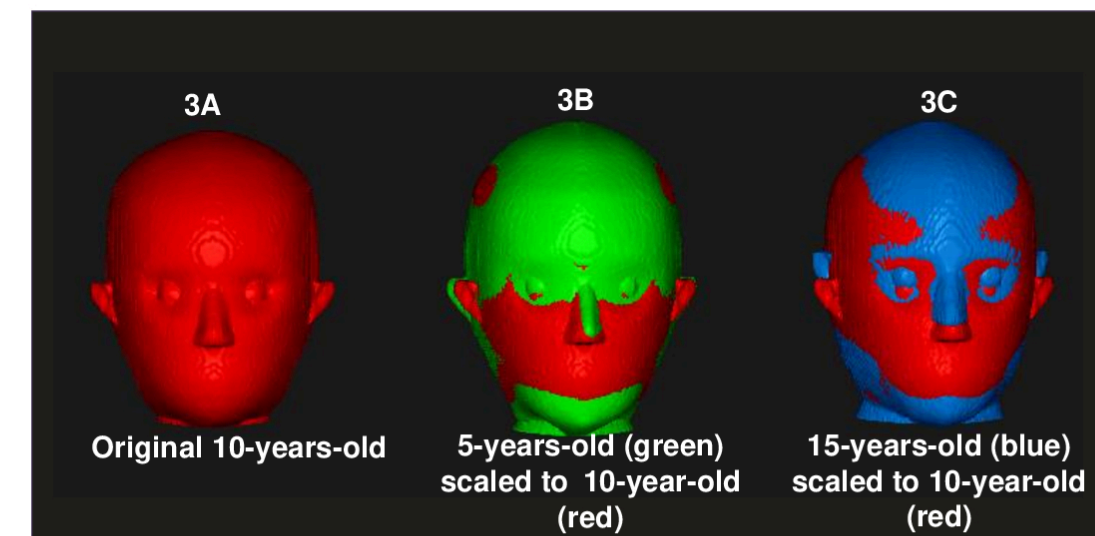 3A
3B
3C
Original 10-years-old
5-years-old (green)
scaled to 10-year-old
(red)
15-years-old (blue)
scaled to 10-year-old
(red)